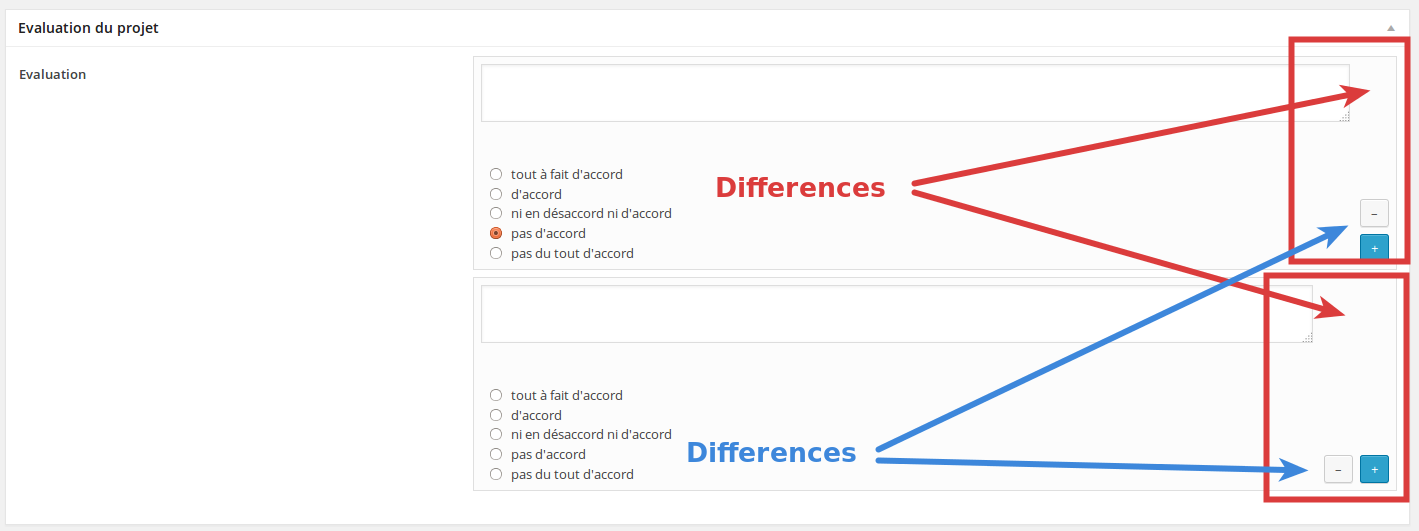 Evaluation du projet
Evaluation
tout à fait d'accord
d'accord
ni en désaccord ni d'accord
pas d'accord
pas du tout d'accord
Differences
−
+
tout à fait d'accord
d'accord
ni en désaccord ni d'accord
pas d'accord
pas du tout d'accord
Differences
− +